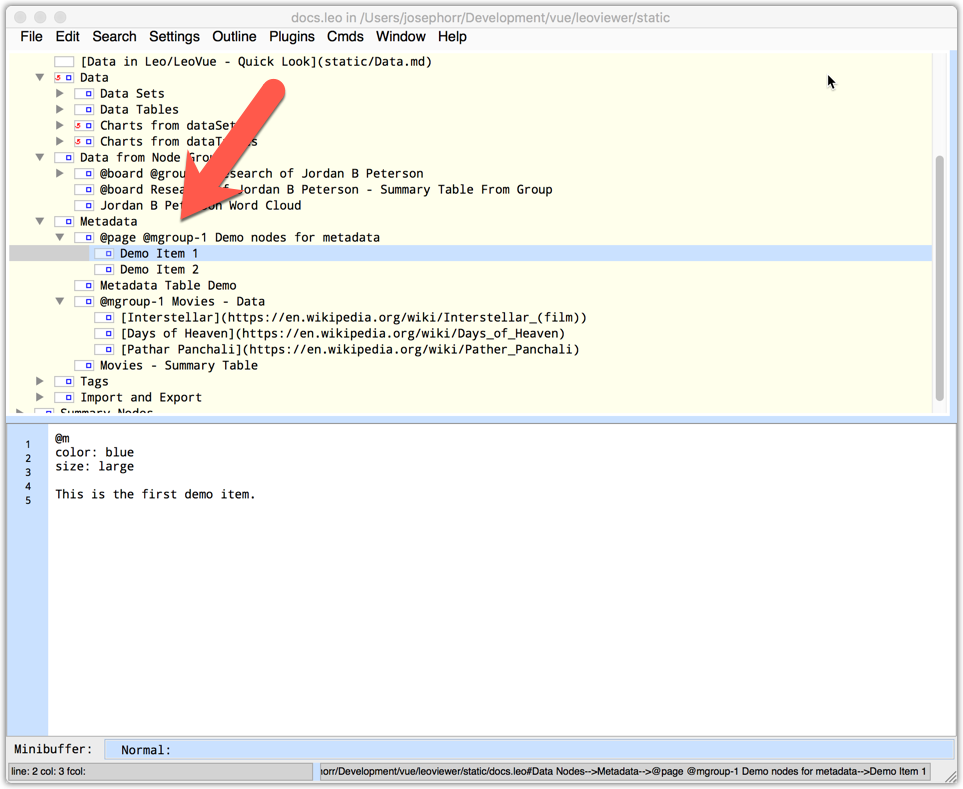 docs.leo in /Users/josephorr/Development/vue/leoviewer/static
File Edit Search Settings Outline Plugins Cmds Window Help
[Data in Leo/LeoVue - Quick Look](static/Data.md)
Data
Data Sets
Data Tables
Charts from dataSet
Charts from dataT s
Data from Node Gro
@board @grou esearch of Jordan B Peterson
@board Resea of Jordan B Peterson - Summary Table From Group
Jordan B Pe on Word Cloud
Metadata
@page @mgroup-1 Demo nodes for metadata
Demo Item 1
Demo Item 2
Metadata Table Demo
@mgroup-1 Movies - Data
[Interstellar](https://en.wikipedia.org/wiki/Interstellar_(film))
[Days of Heaven](https://en.wikipedia.org/wiki/Days_of_Heaven)
[Pathar Panchali](https://en.wikipedia.org/wiki/Pather_Panchali)
Movies - Summary Table
Tags
Import and Export
Summary Nodes
1 @m
2 color: blue
3 size: large
4
5 This is the first demo item.
Minibuffer: Normal:
line: 2 col: 3 fcol: orr/Development/vue/leoviewer/static/docs.leo#Data Nodes-->Metadata-->@page @mgroup-1 Demo nodes for metadata-->Demo Item 1